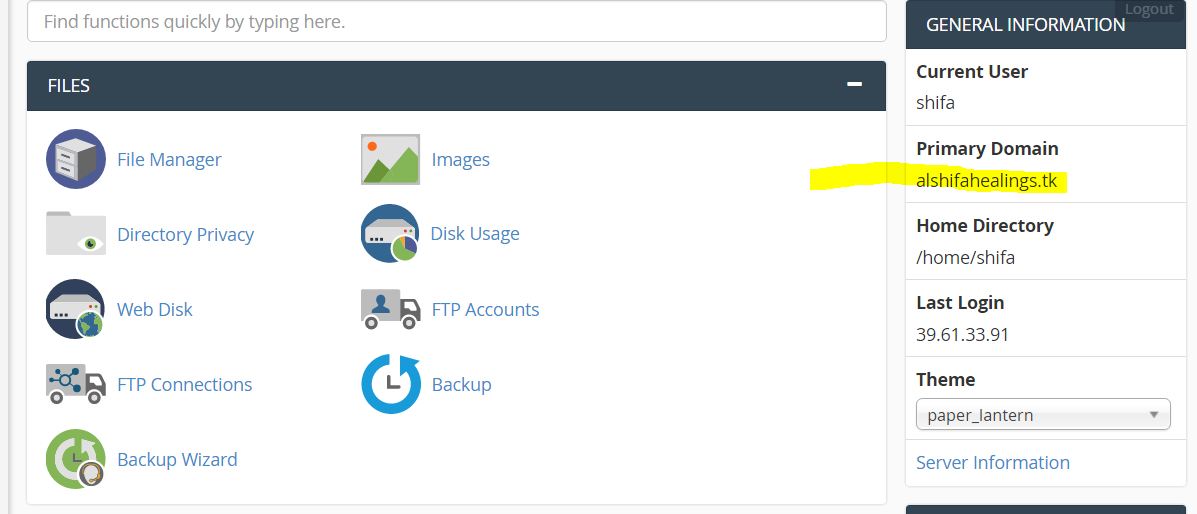 Find functions quickly by typing here.
FILES
File Manager
Images
Directory Privacy
Disk Usage
Web Disk
FTP Accounts
FTP Connections
Backup
Backup Wizard
Logout
GENERAL INFORMATION
Current User
shifa
Primary Domain
alshifahealings.tk
Home Directory
/home/shifa
Last Login
39.61.33.91
Theme
paper_lantern
Server Information